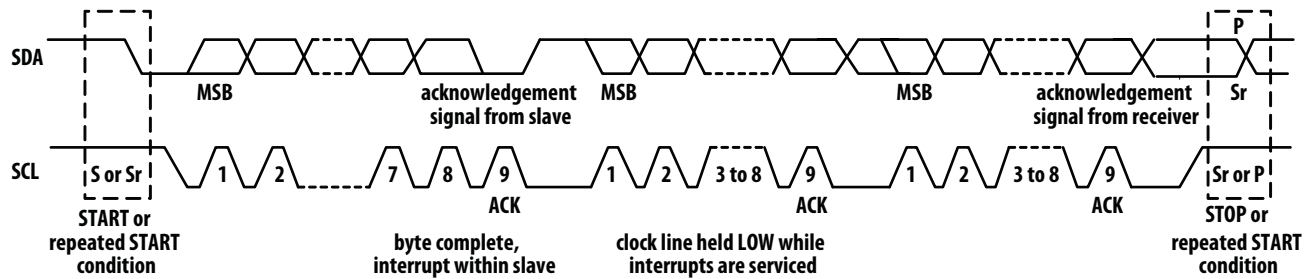 P
SDA
MSB
acknowledgement
signal from slave
MSB
MSB
acknowledgement
signal from receiver
Sr
SCL
S or Sr
1
2
7
8
9
1
2
3 to 8
9
1
2
3 to 8
9
Sr or P
ACK
ACK
ACK
START or
repeated START
condition
byte complete,
interrupt within slave
clock line held LOW while
interrupts are serviced
STOP or
repeated START
condition